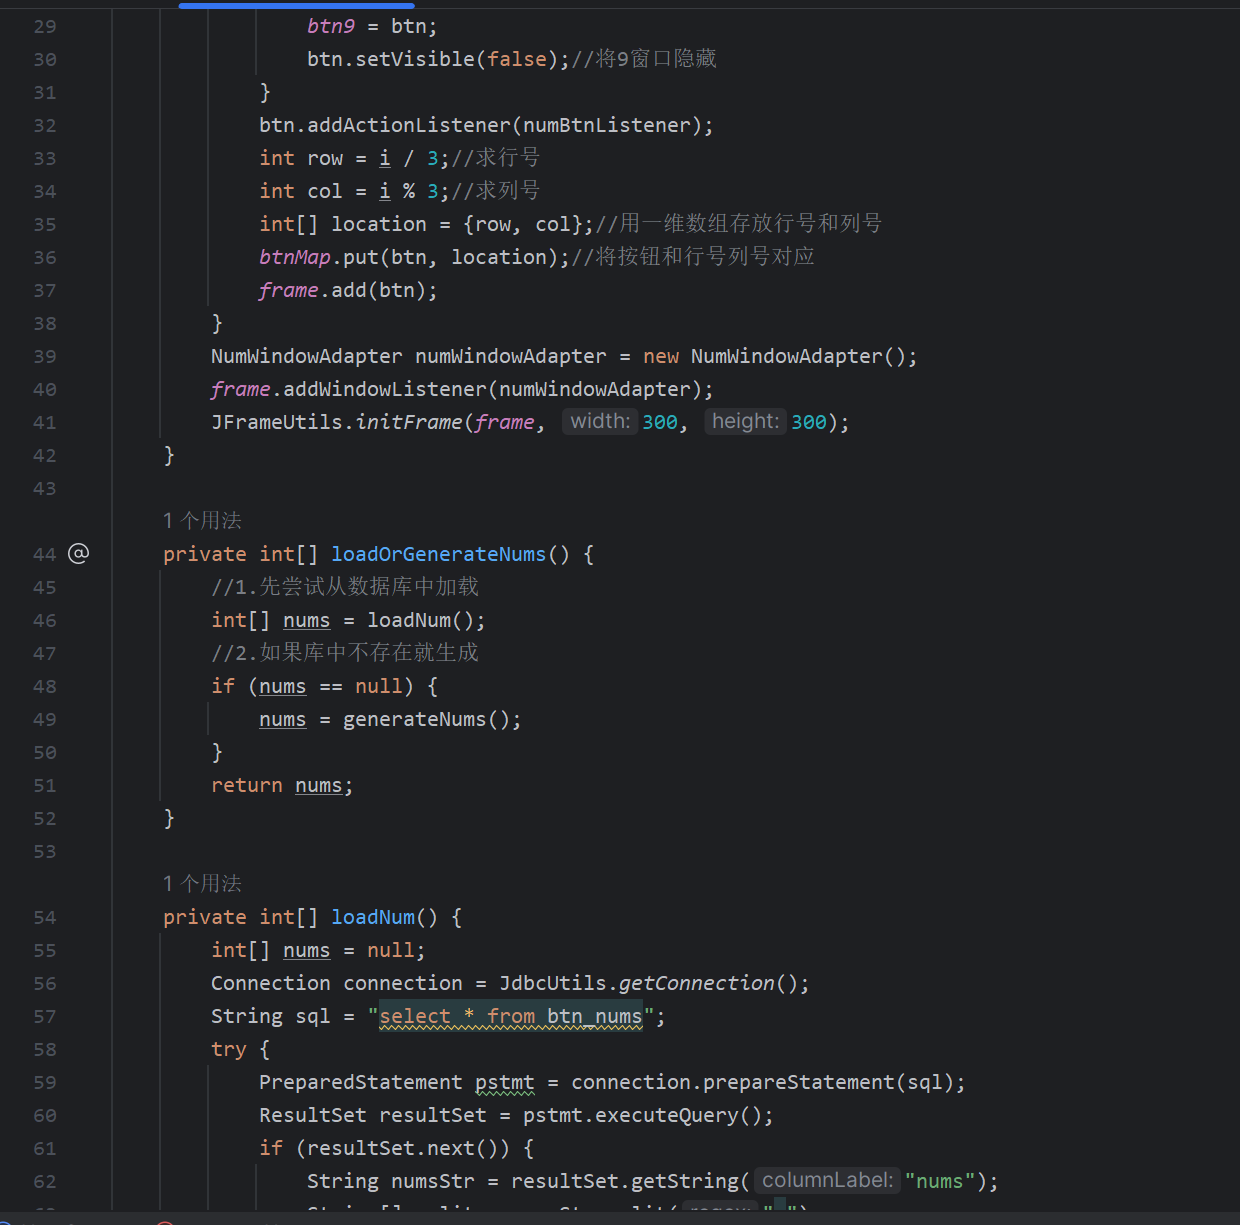 29 btn9 = btn;
30 btn.setVisible(false);//将9窗口隐藏
31 }
32 btn.addActionListener(numBtnListener);
33 int row = i / 3;//求行号
34 int col = i % 3;//求列号
35 int[] location = {row, col};//用一维数组存放行号和列号
36 btnMap.put(btn, location);//将按钮和行号列号对应
37 frame.add(btn);
38 }
39 NumWindowAdapter numWindowAdapter = new NumWindowAdapter();
40 frame.addWindowListener(numWindowAdapter);
41 JFrameUtils.initFrame(frame, width: 300, height: 300);
42 }
43
1 个用法
44 @ private int[] loadOrGenerateNums() {
45 //1.先尝试从数据库中加载
46 int[] nums = loadNum();
47 //2.如果库中不存在就生成
48 if (nums == null) {
49 nums = generateNums();
50 }
51 return nums;
52 }
53
1 个用法
54 private int[] loadNum() {
55 int[] nums = null;
56 Connection connection = JdbcUtils.getConnection();
57 String sql = "select * from btn_nums";
58 try {
59 PreparedStatement pstmt = connection.prepareStatement(sql);
60 ResultSet resultSet = pstmt.executeQuery();
61 if (resultSet.next()) {
62 String numsStr = resultSet.getString( columnLabel: "nums");